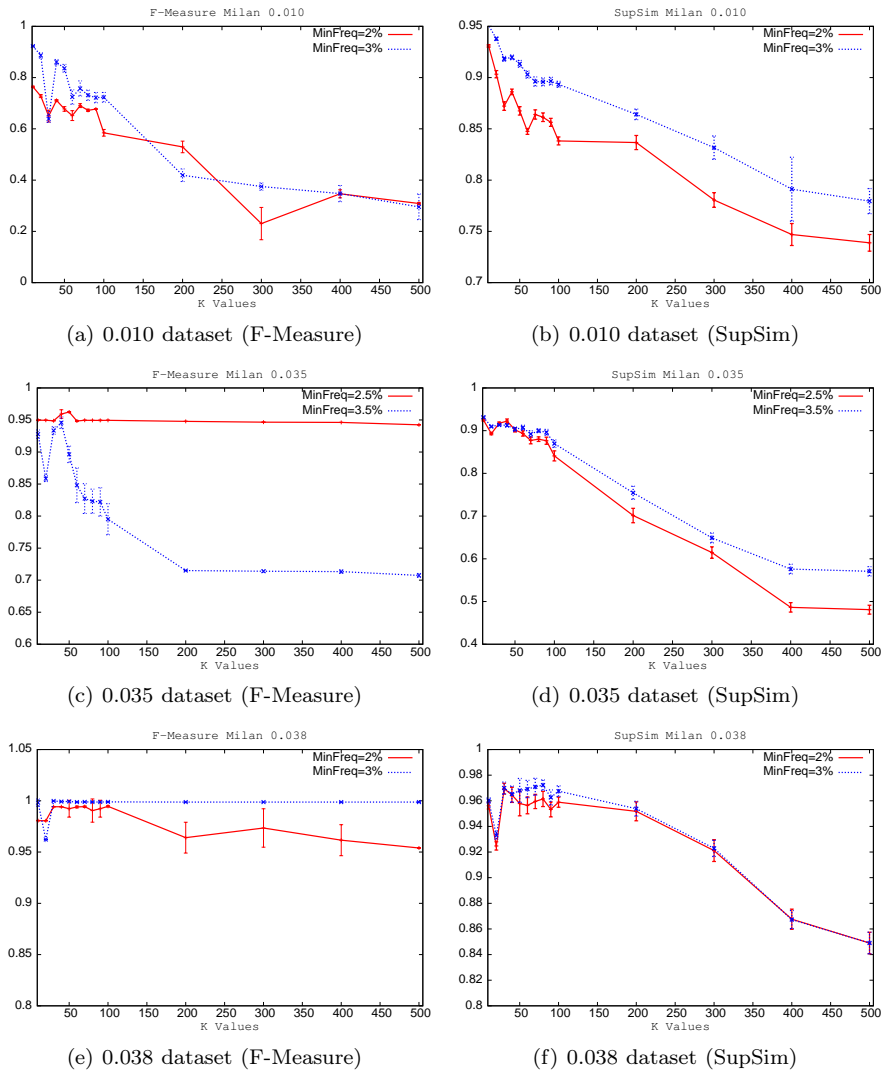 F-Measure Milan 0.010
MinFreq=2%
MinFreq=3%
1
0.8
0.6
0.4
0.2
0
50 100 150 200 250 300 350 400 450 500
K Values
(a) 0.010 dataset (F-Measure)
SupSim Milan 0.010
MinFreq=2%
MinFreq=3%
0.95
0.9
0.85
0.8
0.75
0.7
50 100 150 200 250 300 350 400 450 500
K Values
(b) 0.010 dataset (SupSim)
F-Measure Milan 0.035
MinFreq=2.5%
MinFreq=3.5%
1
0.95
0.9
0.85
0.8
0.75
0.7
0.65
0.6
50 100 150 200 250 300 350 400 450 500
K Values
(c) 0.035 dataset (F-Measure)
SupSim Milan 0.035
MinFreq=2.5%
MinFreq=3.5%
1
0.9
0.8
0.7
0.6
0.5
0.4
50 100 150 200 250 300 350 400 450 500
K Values
(d) 0.035 dataset (SupSim)
F-Measure Milan 0.038
MinFreq=2%
MinFreq=3%
1.05
1
0.95
0.9
0.85
0.8
50 100 150 200 250 300 350 400 450 500
K Values
(e) 0.038 dataset (F-Measure)
SupSim Milan 0.038
MinFreq=2%
MinFreq=3%
1
0.98
0.96
0.94
0.92
0.9
0.88
0.86
0.84
0.82
0.8
50 100 150 200 250 300 350 400 450 500
K Values
(f) 0.038 dataset (SupSim)